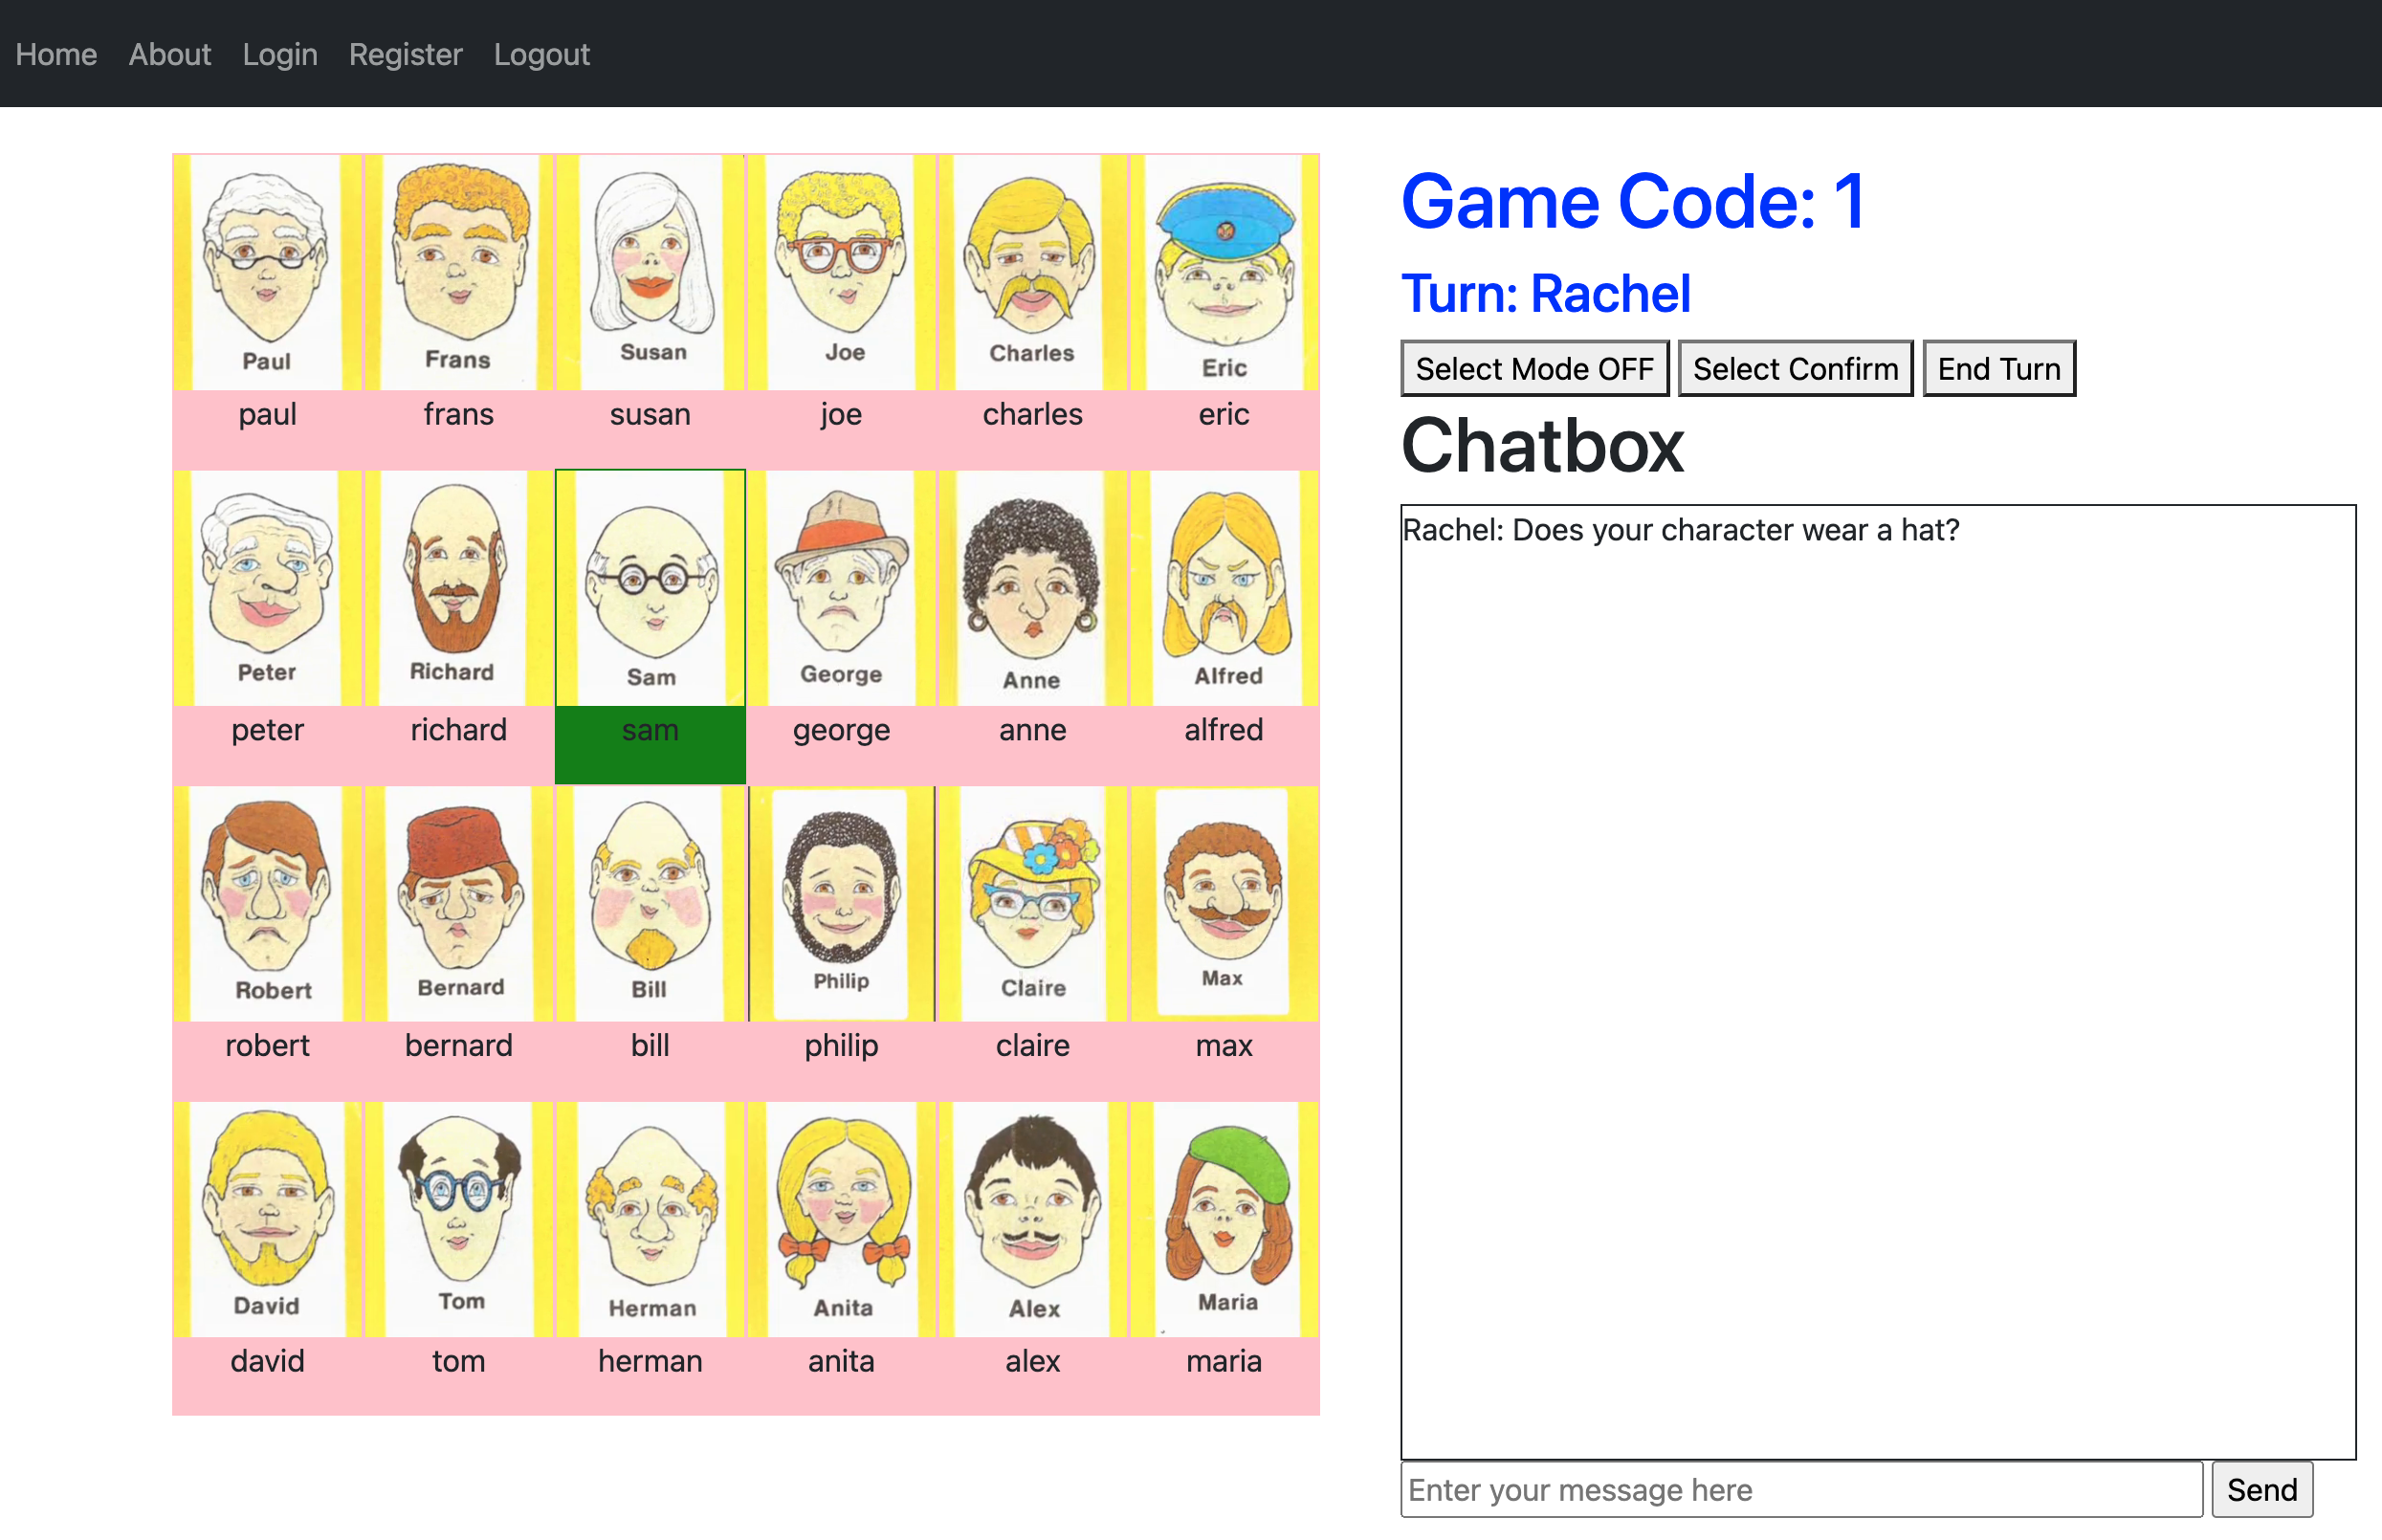 Home About Login Register Logout
Paul Frans Susan Joe Charles Eric
paul frans susan joe charles eric
Peter Richard Sam George Anne Alfred
peter richard sam george anne alfred
Robert Bernard Bill Philip Claire Max
robert bernard bill philip claire max
David Tom Herman Anita Alex Maria
david tom herman anita alex maria
Game Code: 1
Turn: Rachel
Select Mode OFF Select Confirm End Turn
Chatbox
Rachel: Does your character wear a hat?
Enter your message here Send